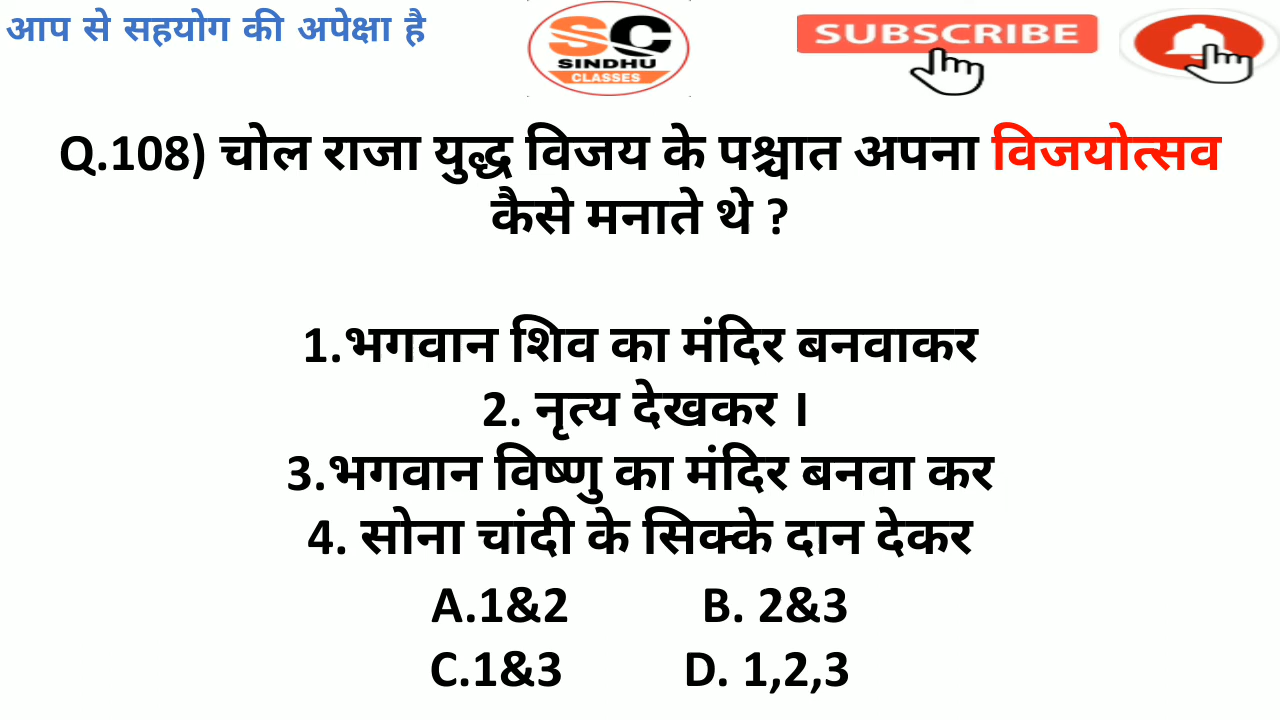 आप से सहयोग की अपेक्षा है
SC
SINDHU
CLASSES
SUBSCRIBE
Q.108) चोल राजा युद्ध विजय के पश्चात अपना विजयोत्सव
कैसे मनाते थे ?
1.भगवान शिव का मंदिर बनवाकर
2. नृत्य देखकर ।
3.भगवान विष्णु का मंदिर बनवा कर
4. सोना चांदी के सिक्के दान देकर
A.1&2 B. 2&3
C.1&3 D. 1,2,3